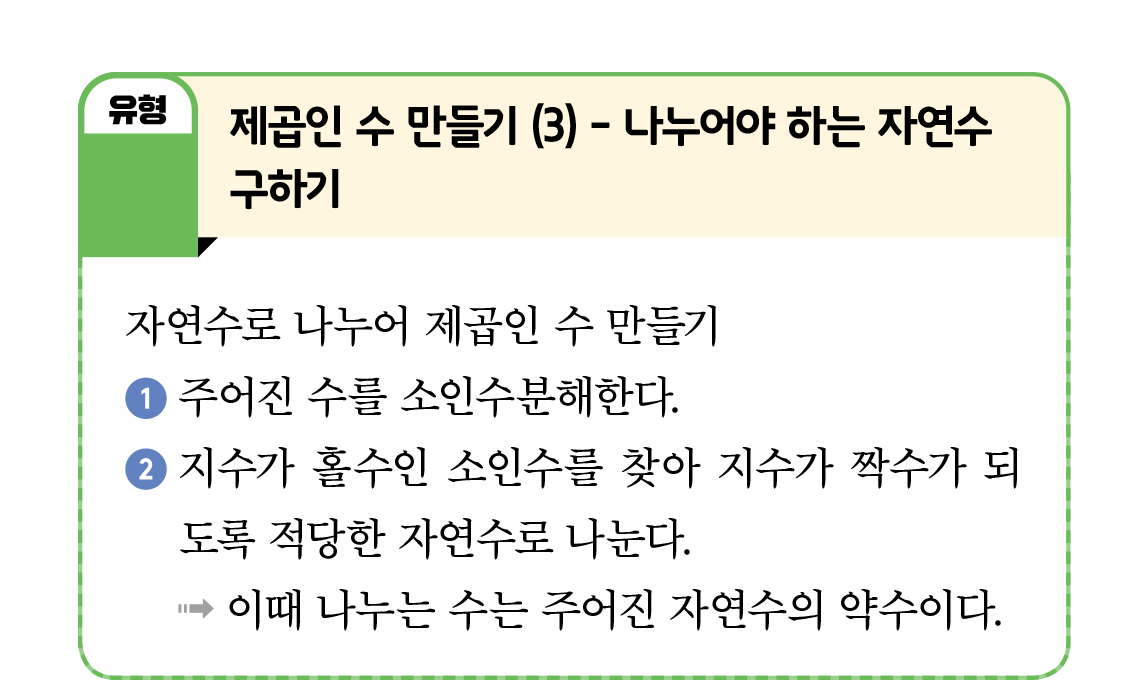 유형
제곱인 수 만들기 (3) - 나누어야 하는 자연수
구하기
자연수로 나누어 제곱인 수 만들기
1 주어진 수를 소인수분해한다.
2 지수가 홀수인 소인수를 찾아 지수가 짝수가 되
도록 적당한 자연수로 나눈다.
➡ 이때 나누는 수는 주어진 자연수의 약수이다.